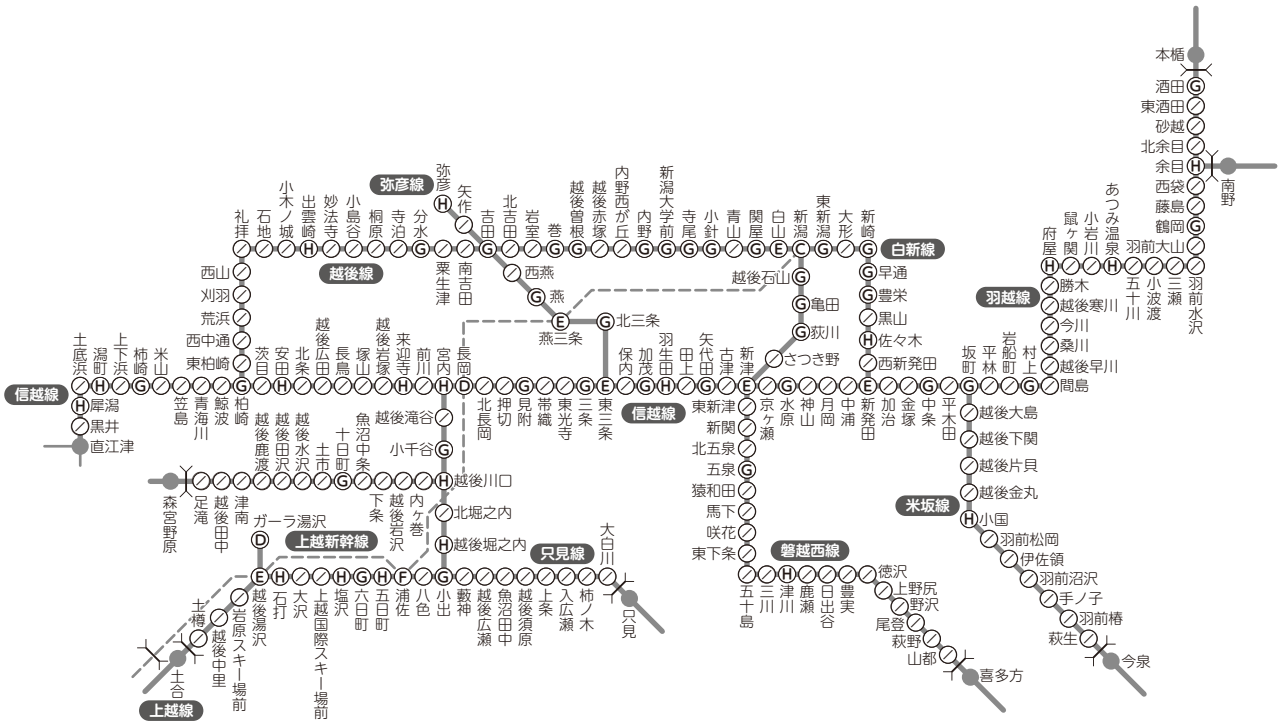 本楯
酒田
G
東酒田
砂越
北余目
余目
H
南野
西袋
藤島
鶴岡
G
羽前大山
羽前水沢
三瀬
小波渡
五十川
あつみ温泉
H
小岩川
鼠ヶ関
府屋
H
羽越線
勝木
越後寒川
今川
桑川
越後早川
間島
村上
G
岩船町
平林
坂町
G
平木田
中条
G
金塚
加治
新発田
E
中浦
月岡
神山
水原
G
京ヶ瀬
新津
E
弥彦線
弥彦
H
矢作
吉田
G
西燕
燕
G
燕三条
E
北三条
G
東三条
E
礼拝
石地
小木ノ城
出雲崎
H
妙法寺
小島谷
桐原
寺泊
分水
G
粟生津
南吉田
北吉田
岩室
巻
G
越後曽根
G
越後赤塚
内野西が丘
内野
G
新潟大学前
G
寺尾
G
小針
G
青山
関屋
G
白山
E
新潟
C
東新潟
G
大形
新崎
G
白新線
越後線
早通
G
豊栄
G
黒山
佐々木
H
西新発田
越後石山
G
亀田
G
荻川
G
さつき野
西山
刈羽
荒浜
西中通
東柏崎
信越線
土底浜
潟町
H
上下浜
柿崎
G
米山
笠島
青海川
鯨波
柏崎
G
茨目
安田
H
北条
越後広田
長鳥
塚山
越後岩塚
来迎寺
H
前川
宮内
H
長岡
D
北長岡
押切
見附
G
帯織
東光寺
三条
G
保内
加茂
G
羽生田
H
田上
矢代田
G
古津
信越線
犀潟
H
黒井
直江津
越後滝谷
小千谷
G
越後川口
H
北堀之内
越後堀之内
H
森宮野原
足滝
越後田中
津南
越後鹿渡
越後田沢
越後水沢
土市
十日町
G
魚沼中条
下条
越後岩沢
内ヶ巻
ガーラ湯沢
D
上越新幹線
越後湯沢
E
石打
H
大沢
上越国際スキー場前
塩沢
H
六日町
G
五日町
H
浦佐
F
八色
小出
G
藪神
越後広瀬
魚沼田中
越後須原
上条
入広瀬
柿ノ木
大白川
只見線
只見
岩原スキー場前
越後中里
土樽
土合
上越線
東新津
新関
北五泉
五泉
G
猿和田
馬下
咲花
東下条
五十島
三川
津川
H
鹿瀬
日出谷
豊実
磐越西線
徳沢
上野尻
野沢
尾登
荻野
山都
喜多方
越後大島
越後下関
越後片貝
越後金丸
米坂線
小国
H
羽前松岡
伊佐領
羽前沼沢
手ノ子
羽前椿
萩生
今泉